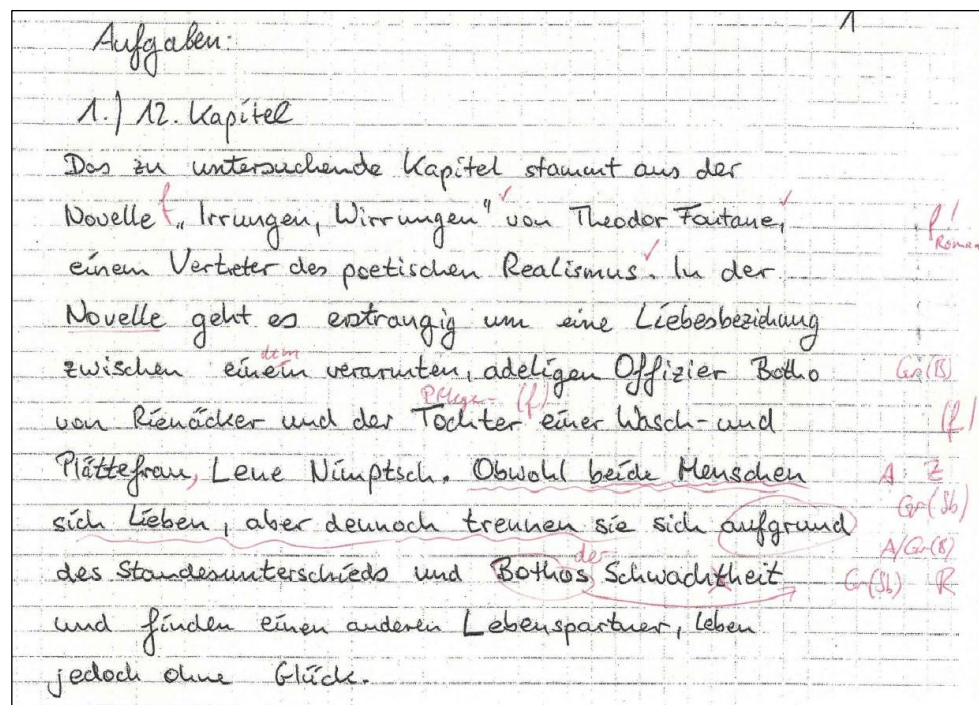 1
Aufgaben:
1.) 12. Kapitel
Das zu untersuchende Kapitel stammt aus der
Novelle f „Irrungen, Wirrungen" von Theodor Fontane, f!
Roman
einem Vertreter des poetischen Realismus. In der
Novelle geht es erstrangig um eine Liebesbeziehung
dem
zwischen einem verarmten, adeligen Offizier Botho Gr(B)
Pflege- (f)
von Rienäcker und der Tochter einer Wasch- und (f)
Plättefrau, Lene Nimptsch. Obwohl beide Menschen A Z
sich Lieben, aber dennoch trennen sie sich aufgrund Gr(Sb)
der A/Gr(B)
des Standesunterschieds und Bothos Schwachtheit Gr(Sb) R
und finden einen anderen Lebenspartner, leben
jedoch ohne Glück.